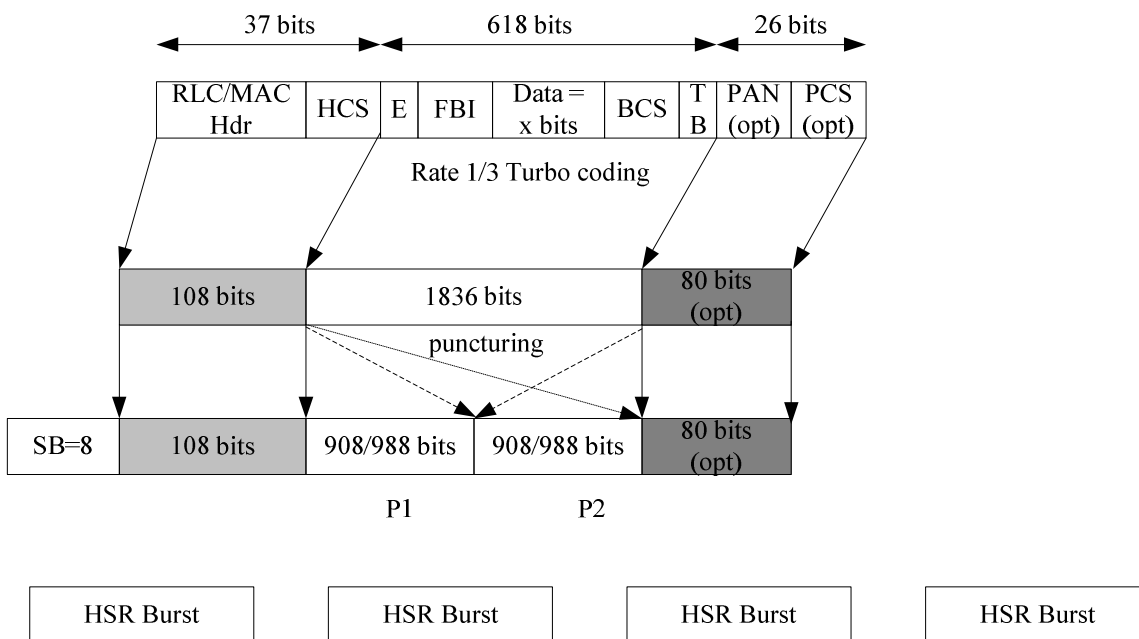 37 bits
618 bits
26 bits
RLC/MAC
Hdr
HCS
E
FBI
Data =
x bits
BCS
T
B
PAN
(opt)
PCS
(opt)
Rate 1/3 Turbo coding
108 bits
1836 bits
80 bits
(opt)
puncturing
SB=8
108 bits
908/988 bits
908/988 bits
80 bits
(opt)
P1
P2
HSR Burst
HSR Burst
HSR Burst
HSR Burst